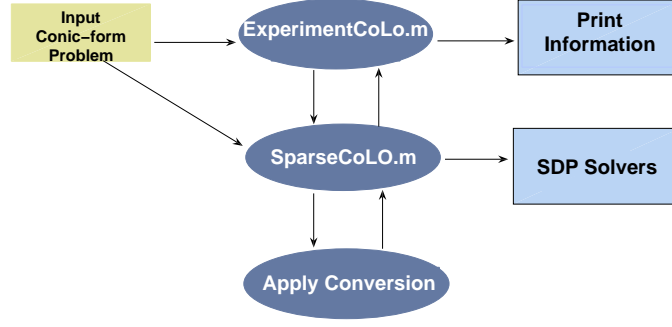 Input
Conic−form
Problem
ExperimentCoLo.m
Print
Information
SparseCoLO.m
SDP Solvers
Apply Conversion